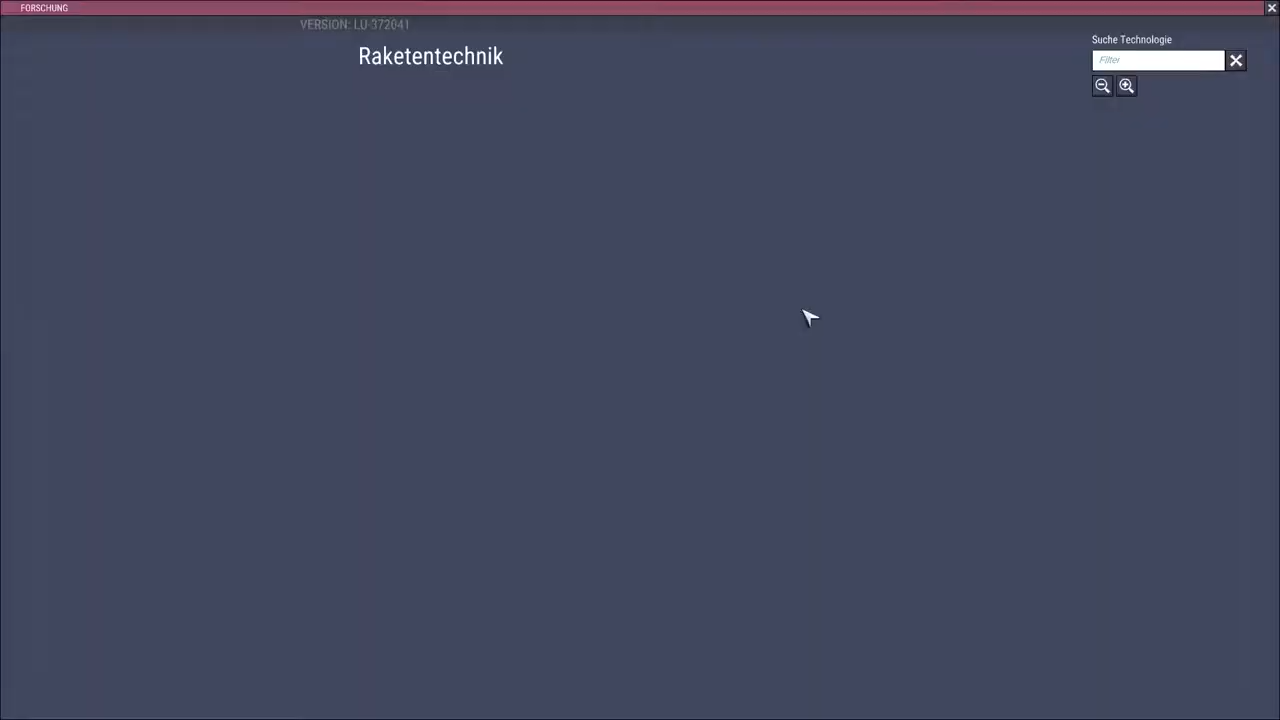 FORSCHUNG
VERSION: LU-372041
Raketentechnik
Suche Technologie
Filter